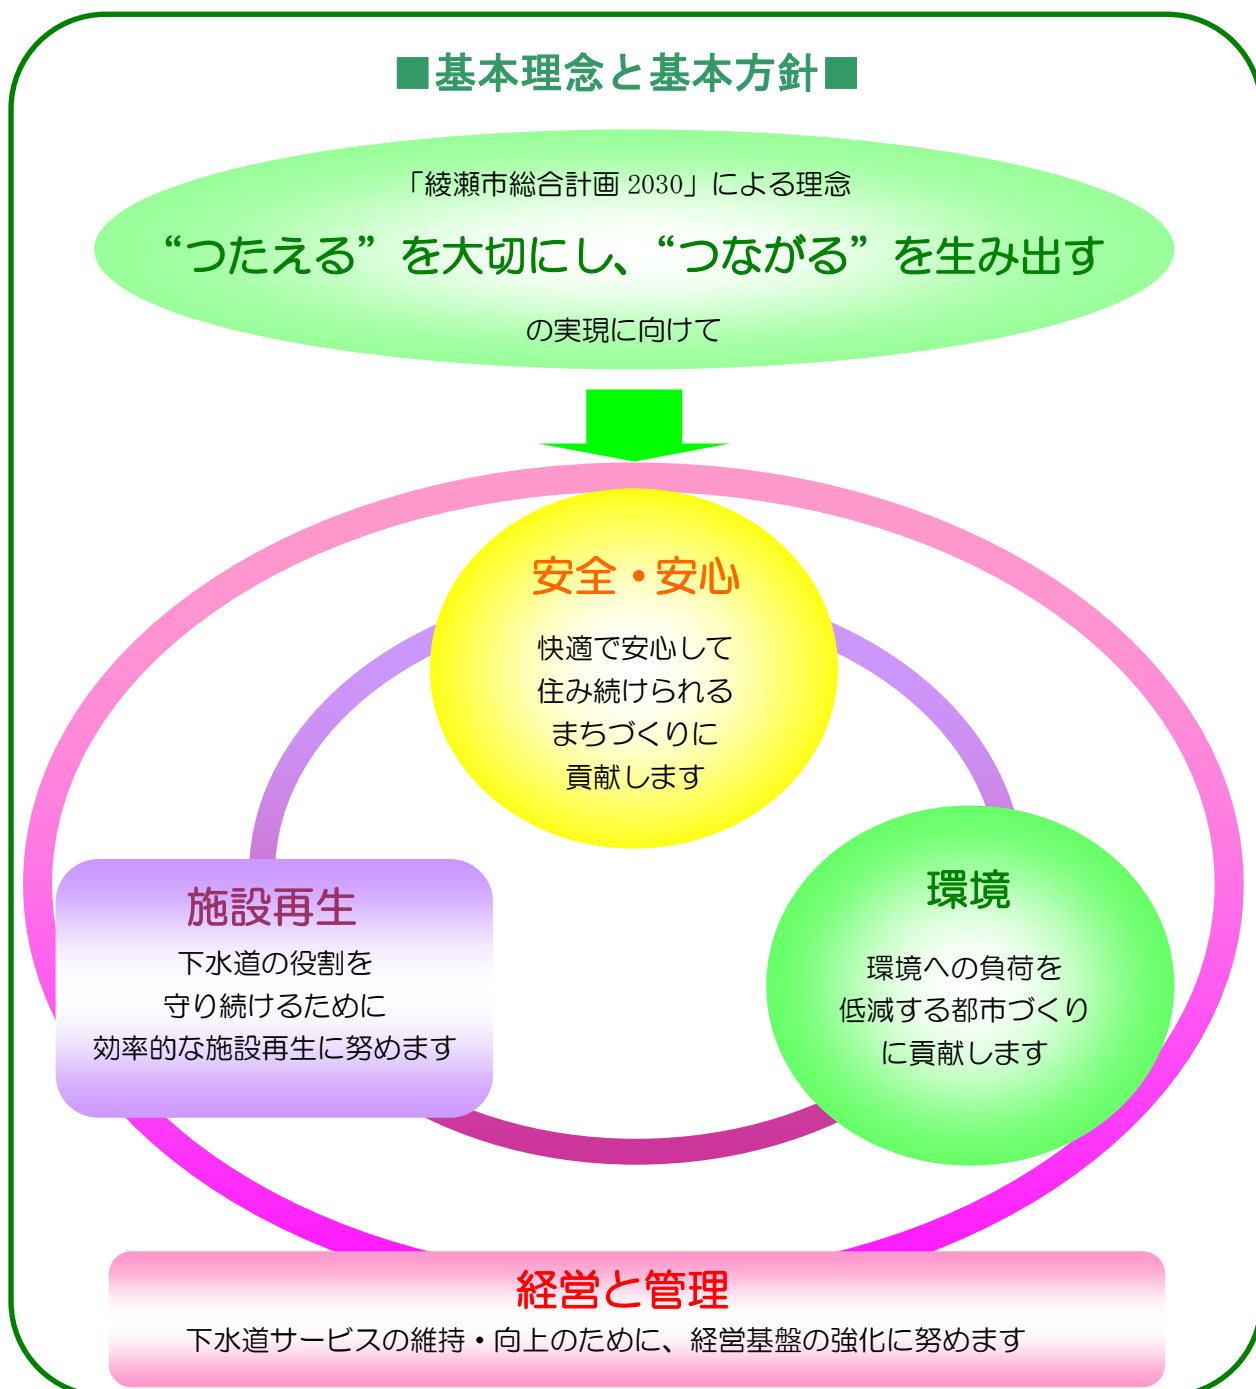 ■基本理念と基本方針■
「綾瀬市総合計画 2030」による理念
“つたえる”を大切にし、“つながる”を生み出す
の実現に向けて
安全・安心
快適で安心して
住み続けられる
まちづくりに
貢献します
施設再生
下水道の役割を
守り続けるために
効率的な施設再生に努めます
環境
環境への負荷を
低減する都市づくり
に貢献します
経営と管理
下水道サービスの維持・向上のために、経営基盤の強化に努めます